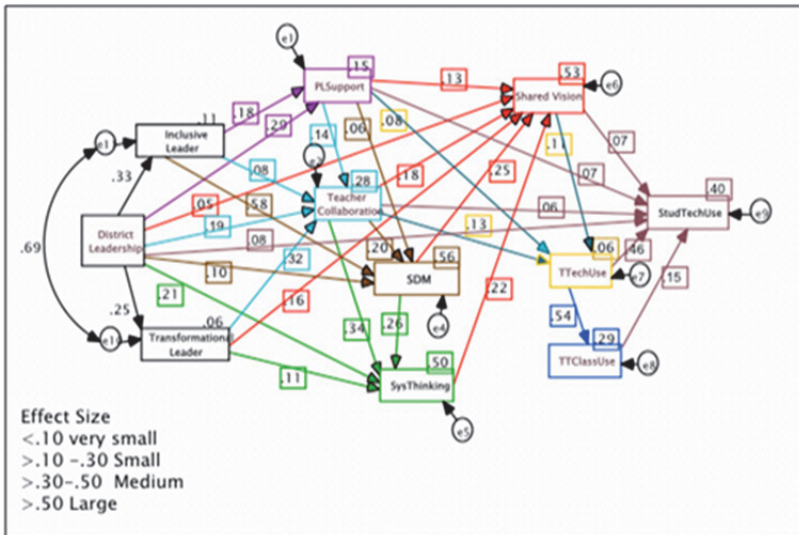 e1
.15
PLSupport
.13
.53
Shared Vision
e6
.11
.18
.29
.14
.06
.08
.11
.07
Inclusive
Leader
e1
.33
.08
.28
.18
.25
.07
.40
Teacher
Collaboration
StudTechUse
e9
.05
.58
.19
.06
.13
District
Leadership
.08
.20
.56
.06
.46
.69
.10
.32
SDM
TTechUse
e7
.15
.21
.16
.22
.25
.06
.34
.26
e4
.54
.29
Transformational
Leader
.50
TTClassUse
e8
.11
SysThinking
e5
Effect Size
<.10 very small
>.10 -.30 Small
>.30-.50 Medium
>.50 Large